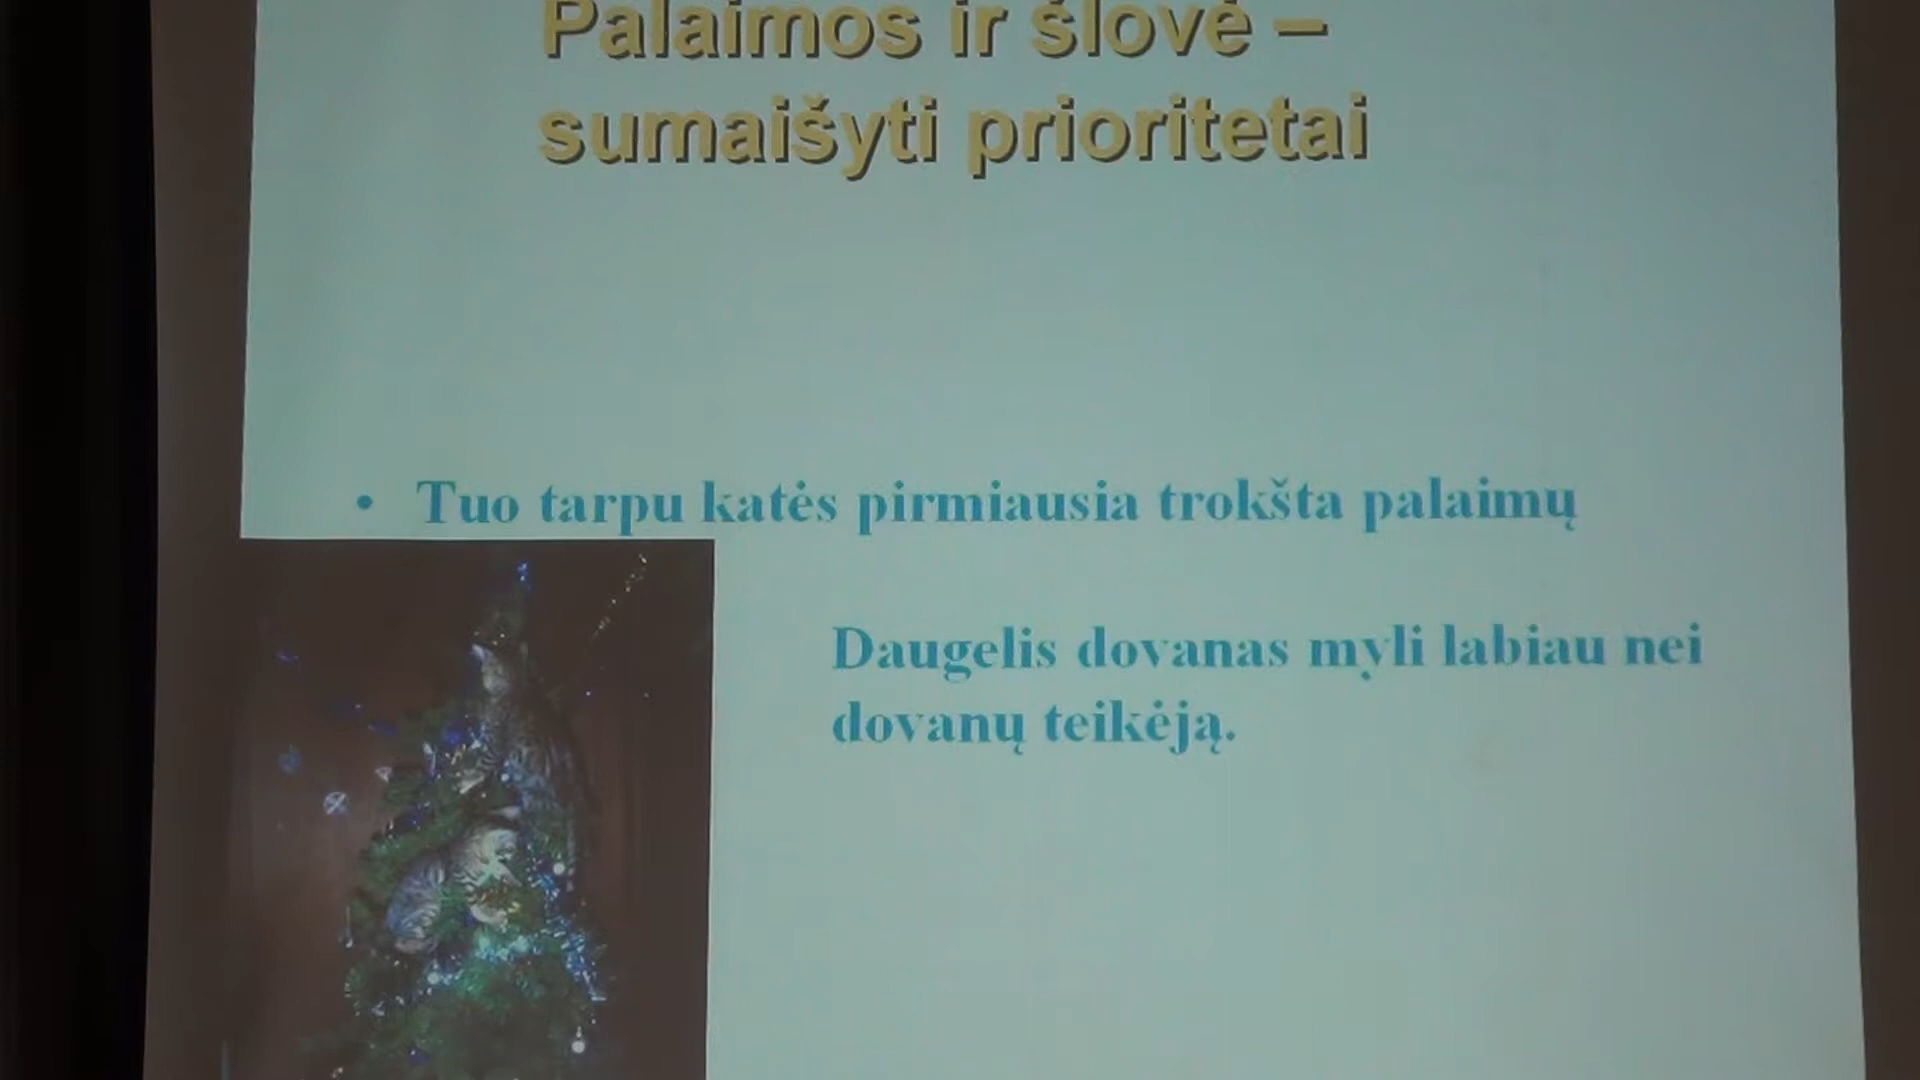 Palaimos ir šlovė –
sumaišyti prioritetai
• Tuo tarpu katės pirmiausia trokšta palaimų
Daugelis dovanas myli labiau nei
dovanų teikėją.